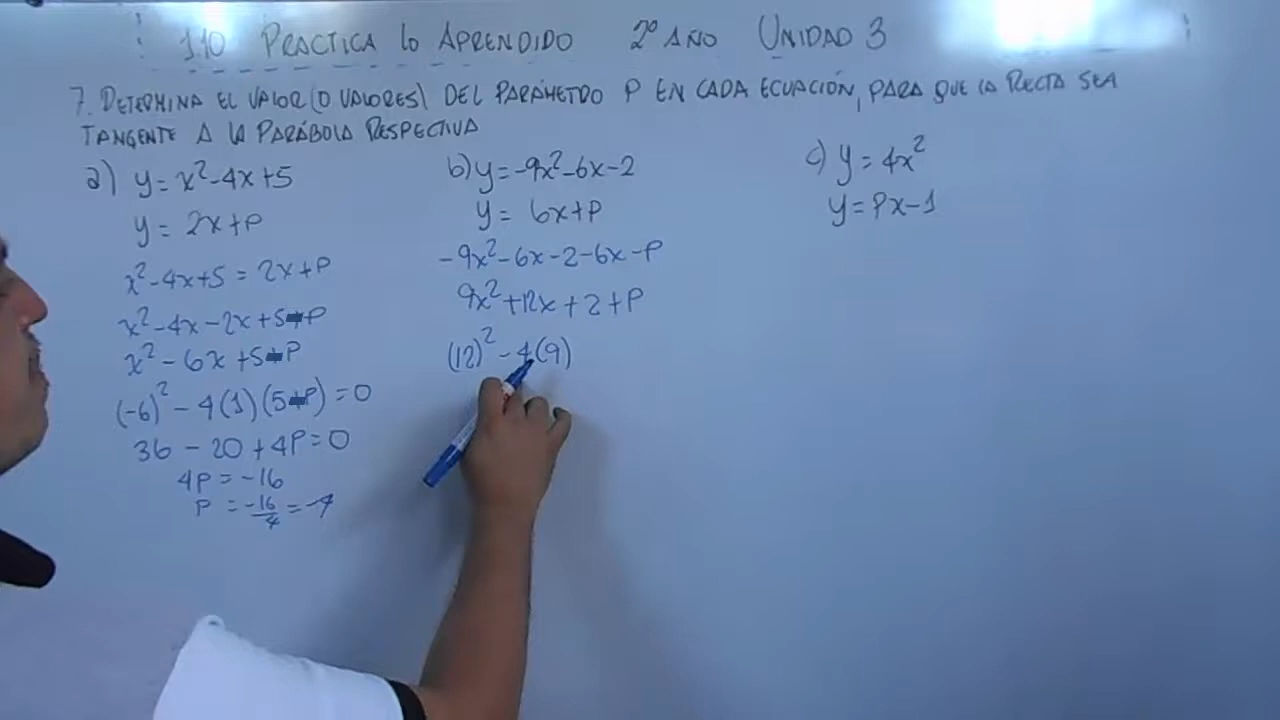 1.10 PRACTICA lo APRENDIDO 2º AÑO UNIDAD 3
7. DETERMINA EL VALOR (O VALORES) DEL PARÁMETRO P EN CADA ECUACIÓN, PARA QUE LA RECTA SEA
TANGENTE A LA PARÁBOLA RESPECTIVA
a) y = x² - 4x + 5
y = 2x + P
x² - 4x + 5 = 2x + P
x² - 4x - 2x + 5 - P
x² - 6x + 5 - P
(-6)² - 4(1)(5 - P) = 0
36 - 20 + 4P = 0
4P = -16
P = -16/4 = -4
b) y = -9x² - 6x - 2
y = 6x + P
-9x² - 6x - 2 - 6x - P
9x² + 12x + 2 + P
(12)² - 4(9)
c) y = 4x²
y = Px - 1